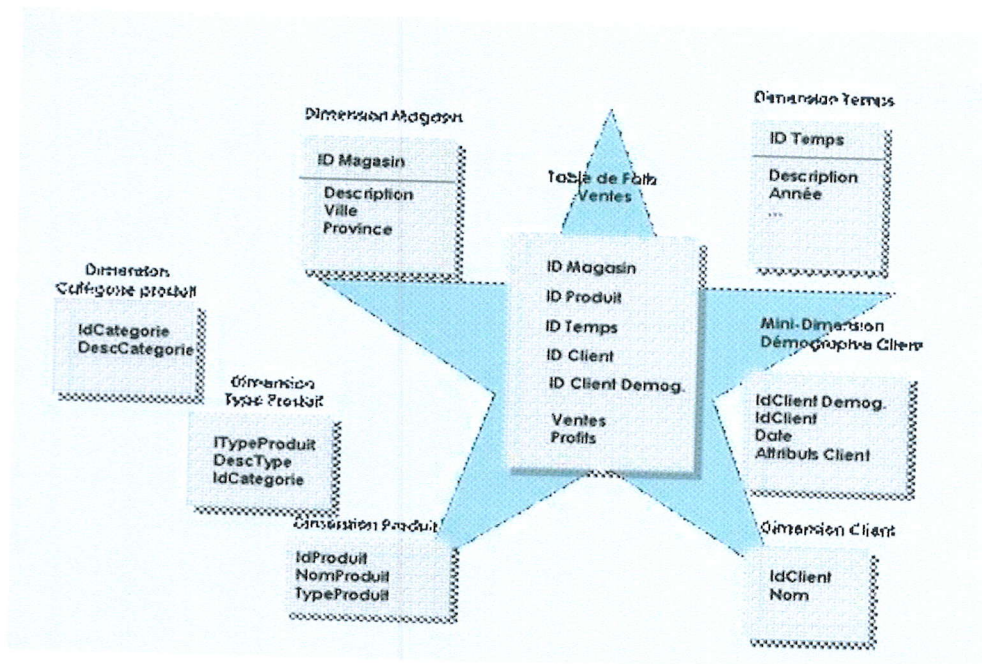 Dimension Magasin
ID Magasin
Description
Ville
Province
Table de Faits
Ventes
Dimension Temps
ID Temps
Description
Année
...
ID Magasin
ID Produit
ID Temps
ID Client
ID Client Demog.
Ventes
Profits
Dimension
Catégorie produit
IdCategorie
DescCategorie
Dimension
Type Produit
ITypeProduit
DescType
IdCategorie
Dimension Produit
IdProduit
NomProduit
TypeProduit
Mini-Dimension
Démographie Client
IdClient Demog.
IdClient
Date
Attributs Client
Dimension Client
IdClient
Nom